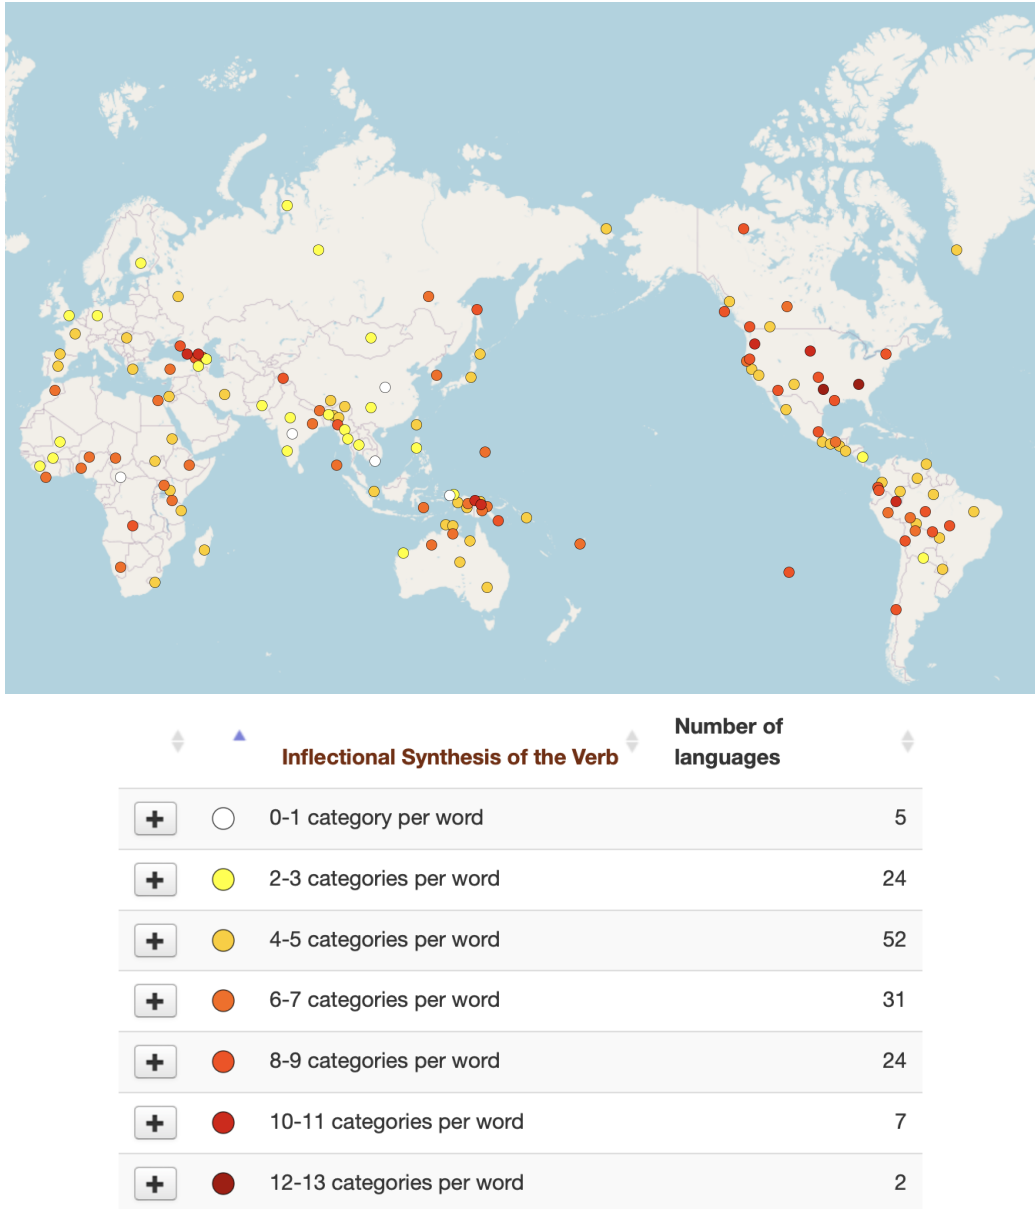 Number of
Inflectional Synthesis of the Verb languages
0-1 category per word 5
2-3 categories per word 24
4-5 categories per word 52
6-7 categories per word 31
8-9 categories per word 24
10-11 categories per word 7
12-13 categories per word 2